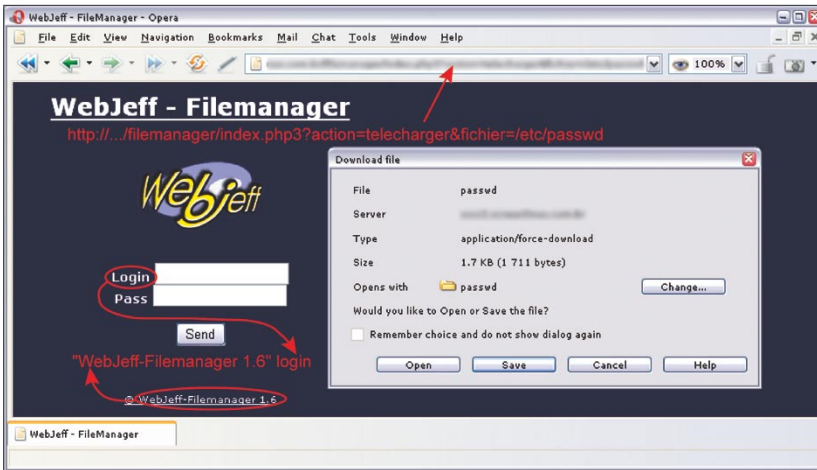 WebJeff - FileManager - Opera
File Edit View Navigation Bookmarks Mail Chat Tools Window Help
100%
WebJeff - Filemanager
http://.../filemanager/index.php3?action=telecharger&fichier=/etc/passwd
WebJeff
Login
Pass
Send
"WebJeff-Filemanager 1.6" login
© WebJeff-Filemanager 1.6
Download file
File passwd
Server
Type application/force-download
Size 1.7 KB (1 711 bytes)
Opens with passwd Change...
Would you like to Open or Save the file?
Remember choice and do not show dialog again
Open Save Cancel Help
WebJeff - FileManager